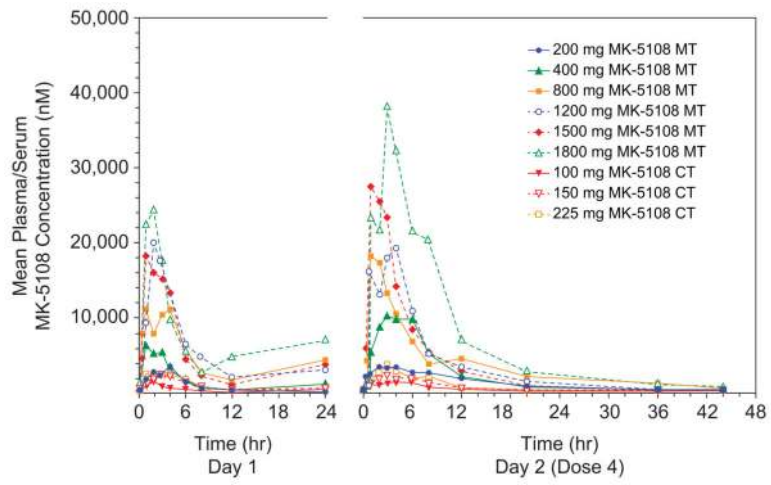 Mean Plasma/Serum
MK-5108 Concentration (nM)
50,000
40,000
30,000
20,000
10,000
0 6 12 18 24
0 6 12 18 24 30 36 42 48
Time (hr)
Day 1
Time (hr)
Day 2 (Dose 4)
200 mg MK-5108 MT
400 mg MK-5108 MT
800 mg MK-5108 MT
1200 mg MK-5108 MT
1500 mg MK-5108 MT
1800 mg MK-5108 MT
100 mg MK-5108 CT
150 mg MK-5108 CT
225 mg MK-5108 CT